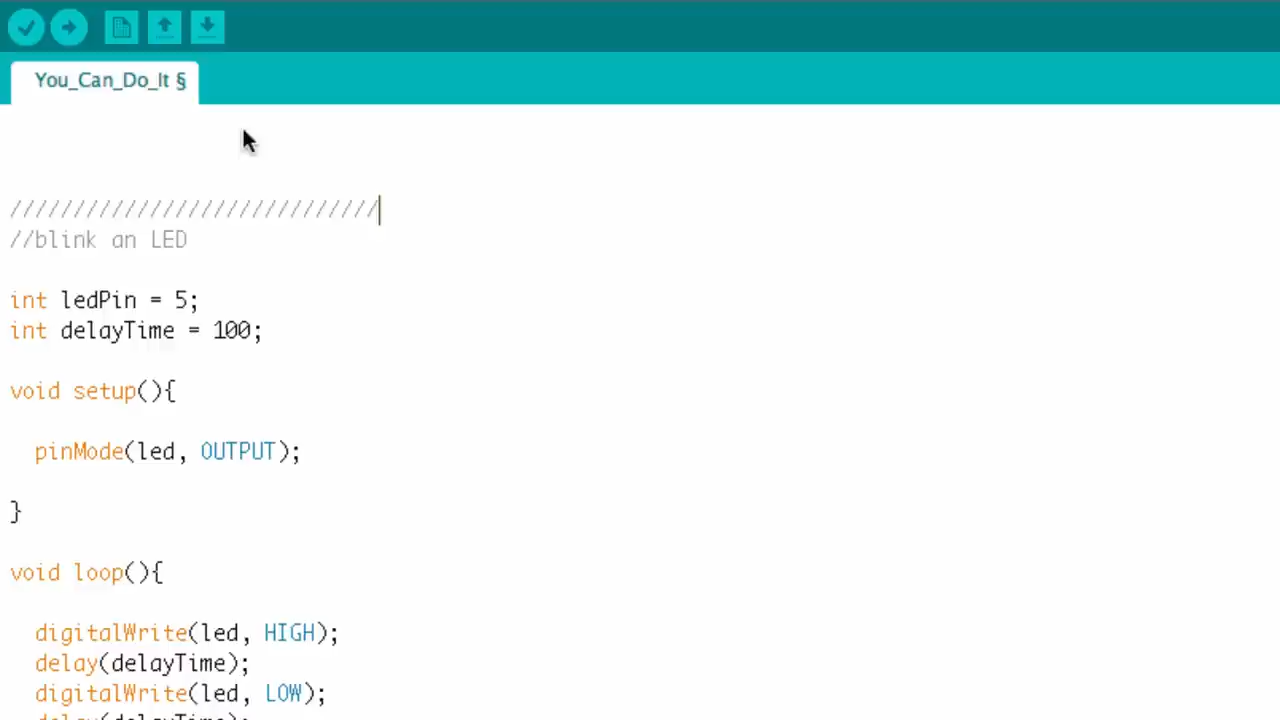 You_Can_Do_It §
/////////////////////////////
//blink an LED
int ledPin = 5;
int delayTime = 100;
void setup(){
pinMode(led, OUTPUT);
}
void loop(){
digitalWrite(led, HIGH);
delay(delayTime);
digitalWrite(led, LOW);
delay(delayTime);